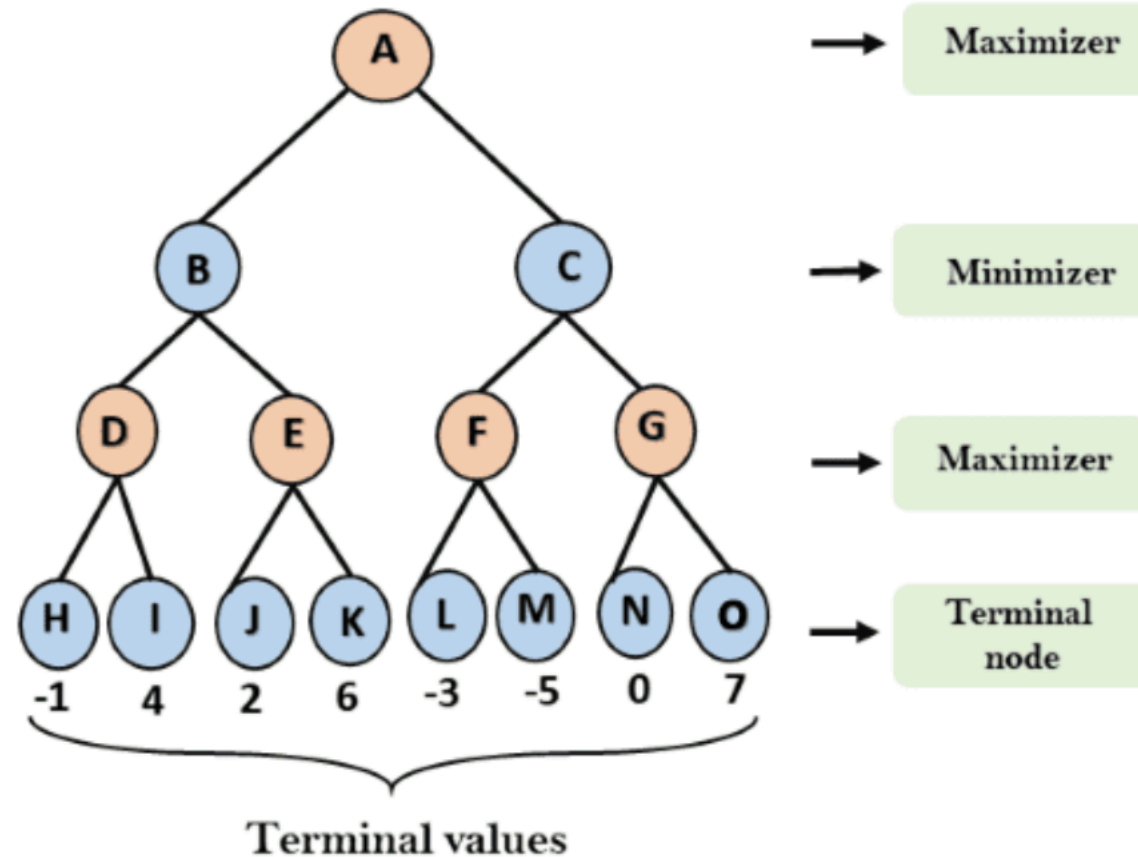 A
Maximizer
B
C
Minimizer
D
E
F
G
Maximizer
H
I
J
K
L
M
N
O
Terminal
node
-1
4
2
6
-3
-5
0
7
Terminal values